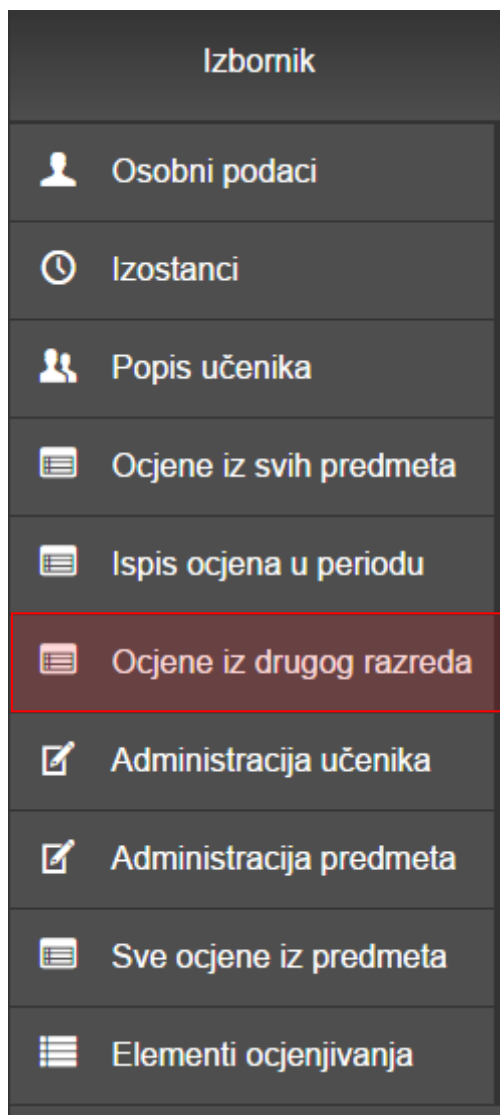 Izbornik
Osobni podaci
Izostanci
Popis učenika
Ocjene iz svih predmeta
Ispis ocjena u periodu
Ocjene iz drugog razreda
Administracija učenika
Administracija predmeta
Sve ocjene iz predmeta
Elementi ocjenjivanja